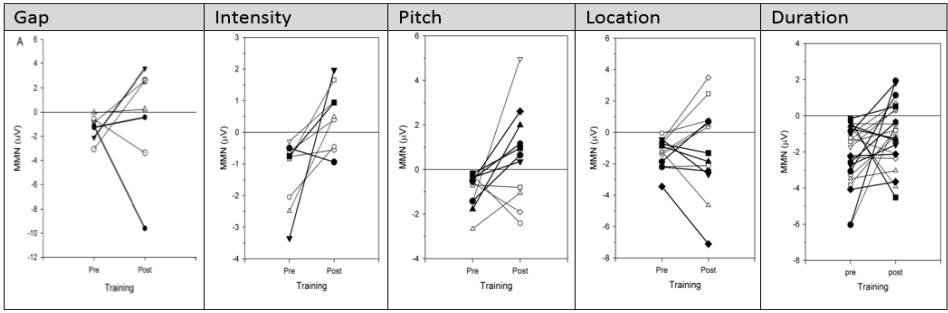 Gap
Intensity
Pitch
Location
Duration
A
6
4
2
0
-2
-4
-6
-8
-10
-12
MMN (µV)
Pre
Post
Training
3
2
1
0
-1
-2
-3
-4
MMN (µV)
Pre
Post
Training
6
4
2
0
-2
-4
MMN (µV)
Pre
Post
Training
6
4
2
0
-2
-4
-6
-8
MMN (µV)
Pre
Post
Training
4
2
0
-2
-4
-6
-8
MMN (µV)
pre
post
Training